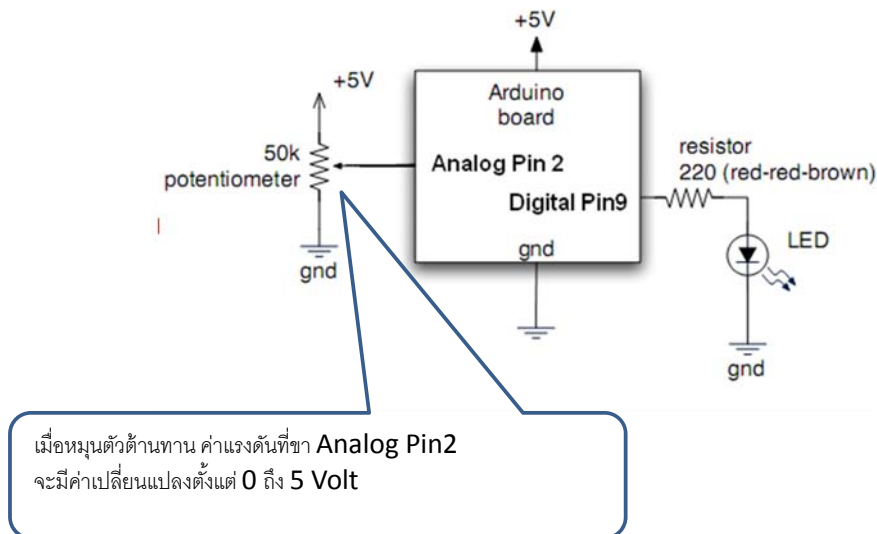 +5V
+5V
Arduino
board
50k
potentiometer
Analog Pin 2
Digital Pin9
gnd
resistor
220 (red-red-brown)
LED
gnd
gnd
เมื่อหมุนตัวต้านทาน ค่าแรงดันที่ขา Analog Pin2
จะมีค่าเปลี่ยนแปลงตั้งแต่ 0 ถึง 5 Volt